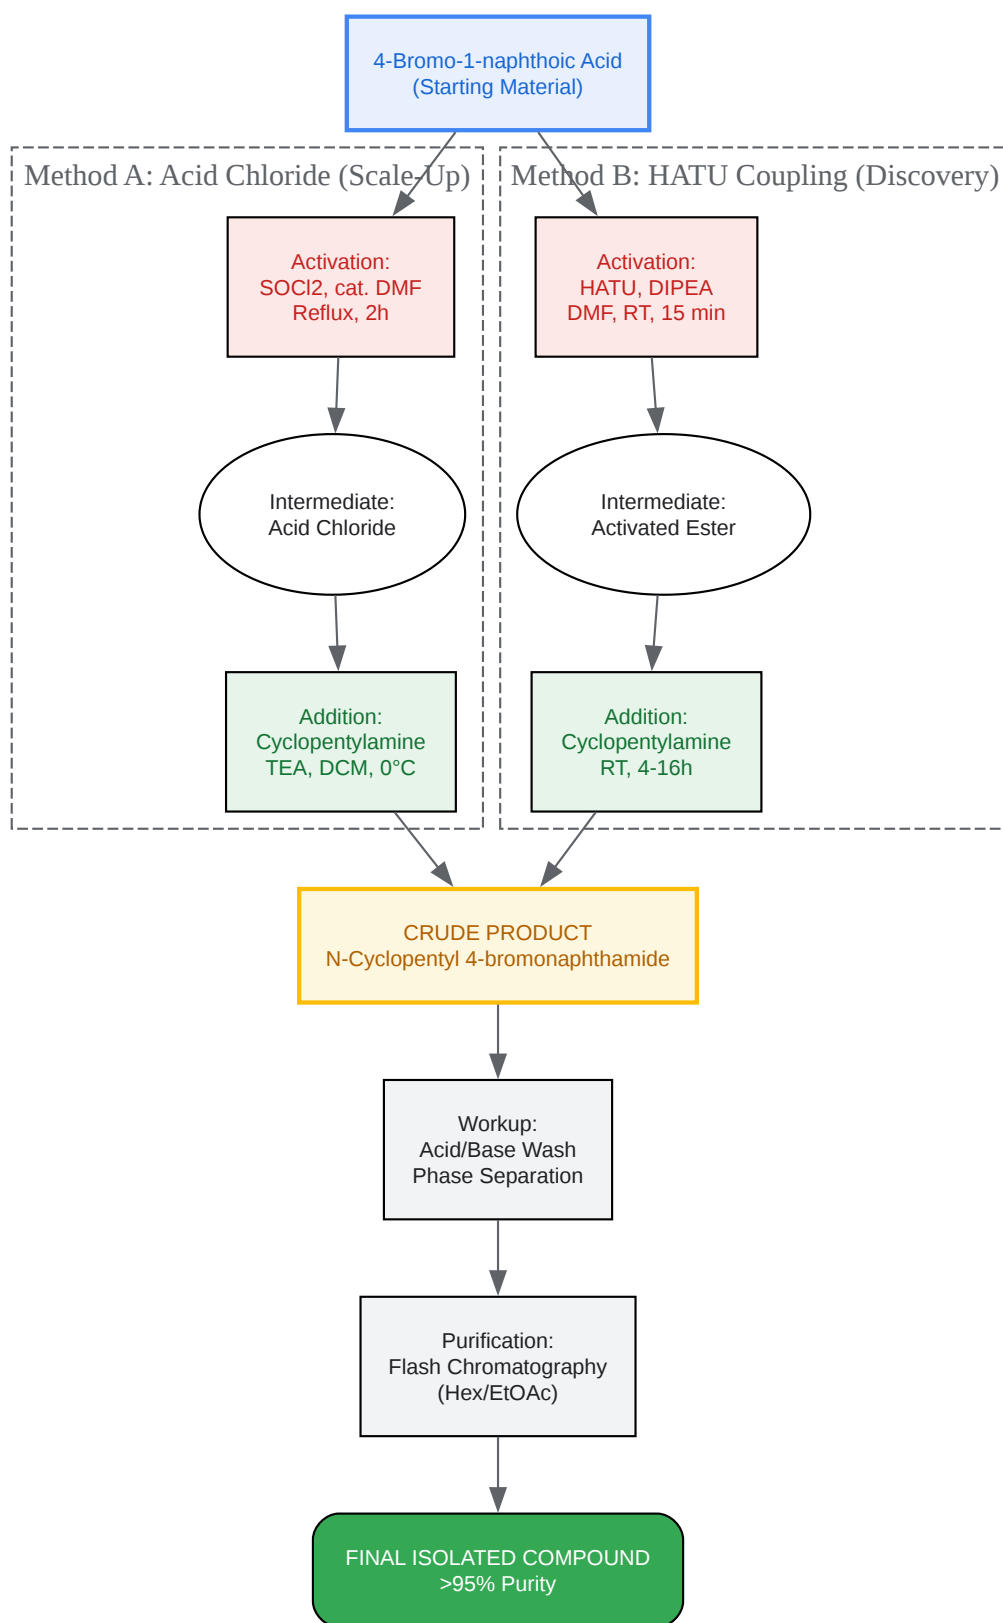 4-Bromo-1-naphthoic Acid
(Starting Material)
Method A: Acid Chloride (Scale-Up)
Activation:
SOCl2, cat. DMF
Reflux, 2h
Intermediate:
Acid Chloride
Addition:
Cyclopentylamine
TEA, DCM, 0°C
Method B: HATU Coupling (Discovery)
Activation:
HATU, DIPEA
DMF, RT, 15 min
Intermediate:
Activated Ester
Addition:
Cyclopentylamine
RT, 4-16h
CRUDE PRODUCT
N-Cyclopentyl 4-bromonaphthamide
Workup:
Acid/Base Wash
Phase Separation
Purification:
Flash Chromatography
(Hex/EtOAc)
FINAL ISOLATED COMPOUND
>95% Purity